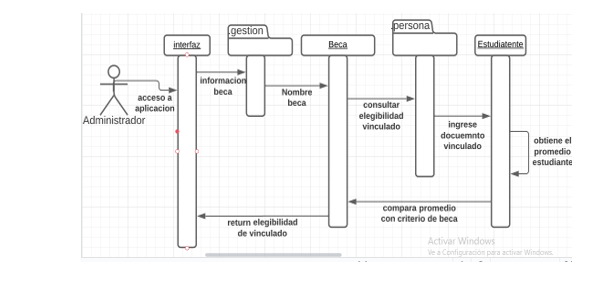 interfaz
.gestion
Beca
.persona
Estudiatente
Administrador
acceso a
aplicacion
informacion
beca
Nombre
beca
consultar
elegebilidad
vinculado
ingrese
docuemnto
vinculado
obtiene el
promedio
estudiante
compara promedio
con criterio de beca
return elegibilidad
de vinculado
Activar Windows
Ve a Configuración para activar Windows.